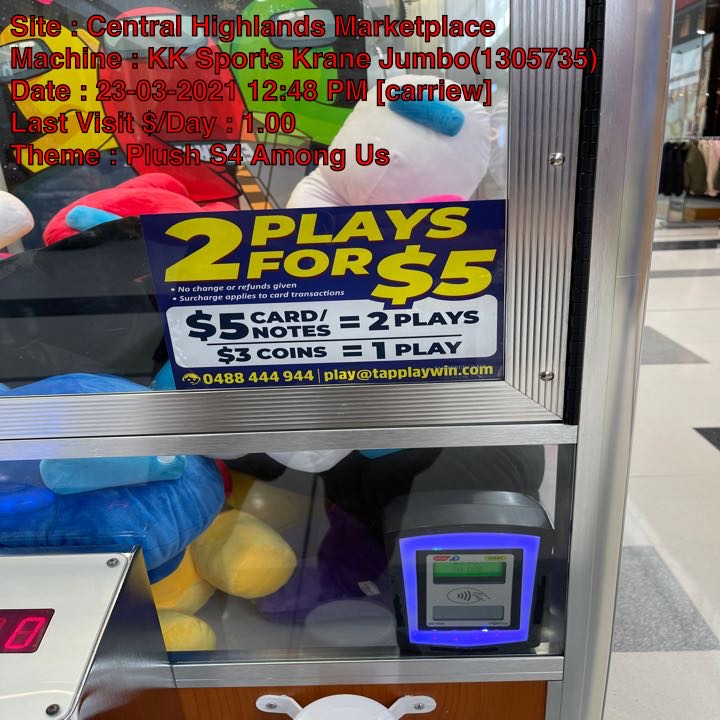 Site : Central Highlands Marketplace
Machine : KK Sports Krane Jumbo(1305735)
Date : 23-03-2021 12:48 PM [carriew]
Last Visit $/Day : 1.00
Theme : Plush S4 Among Us
2 PLAYS FOR $5
• No change or refunds given
• Surcharge applies to card transactions
$5 CARD/NOTES = 2 PLAYS
$3 COINS = 1 PLAY
0488 444 944 | play@tapplaywin.com